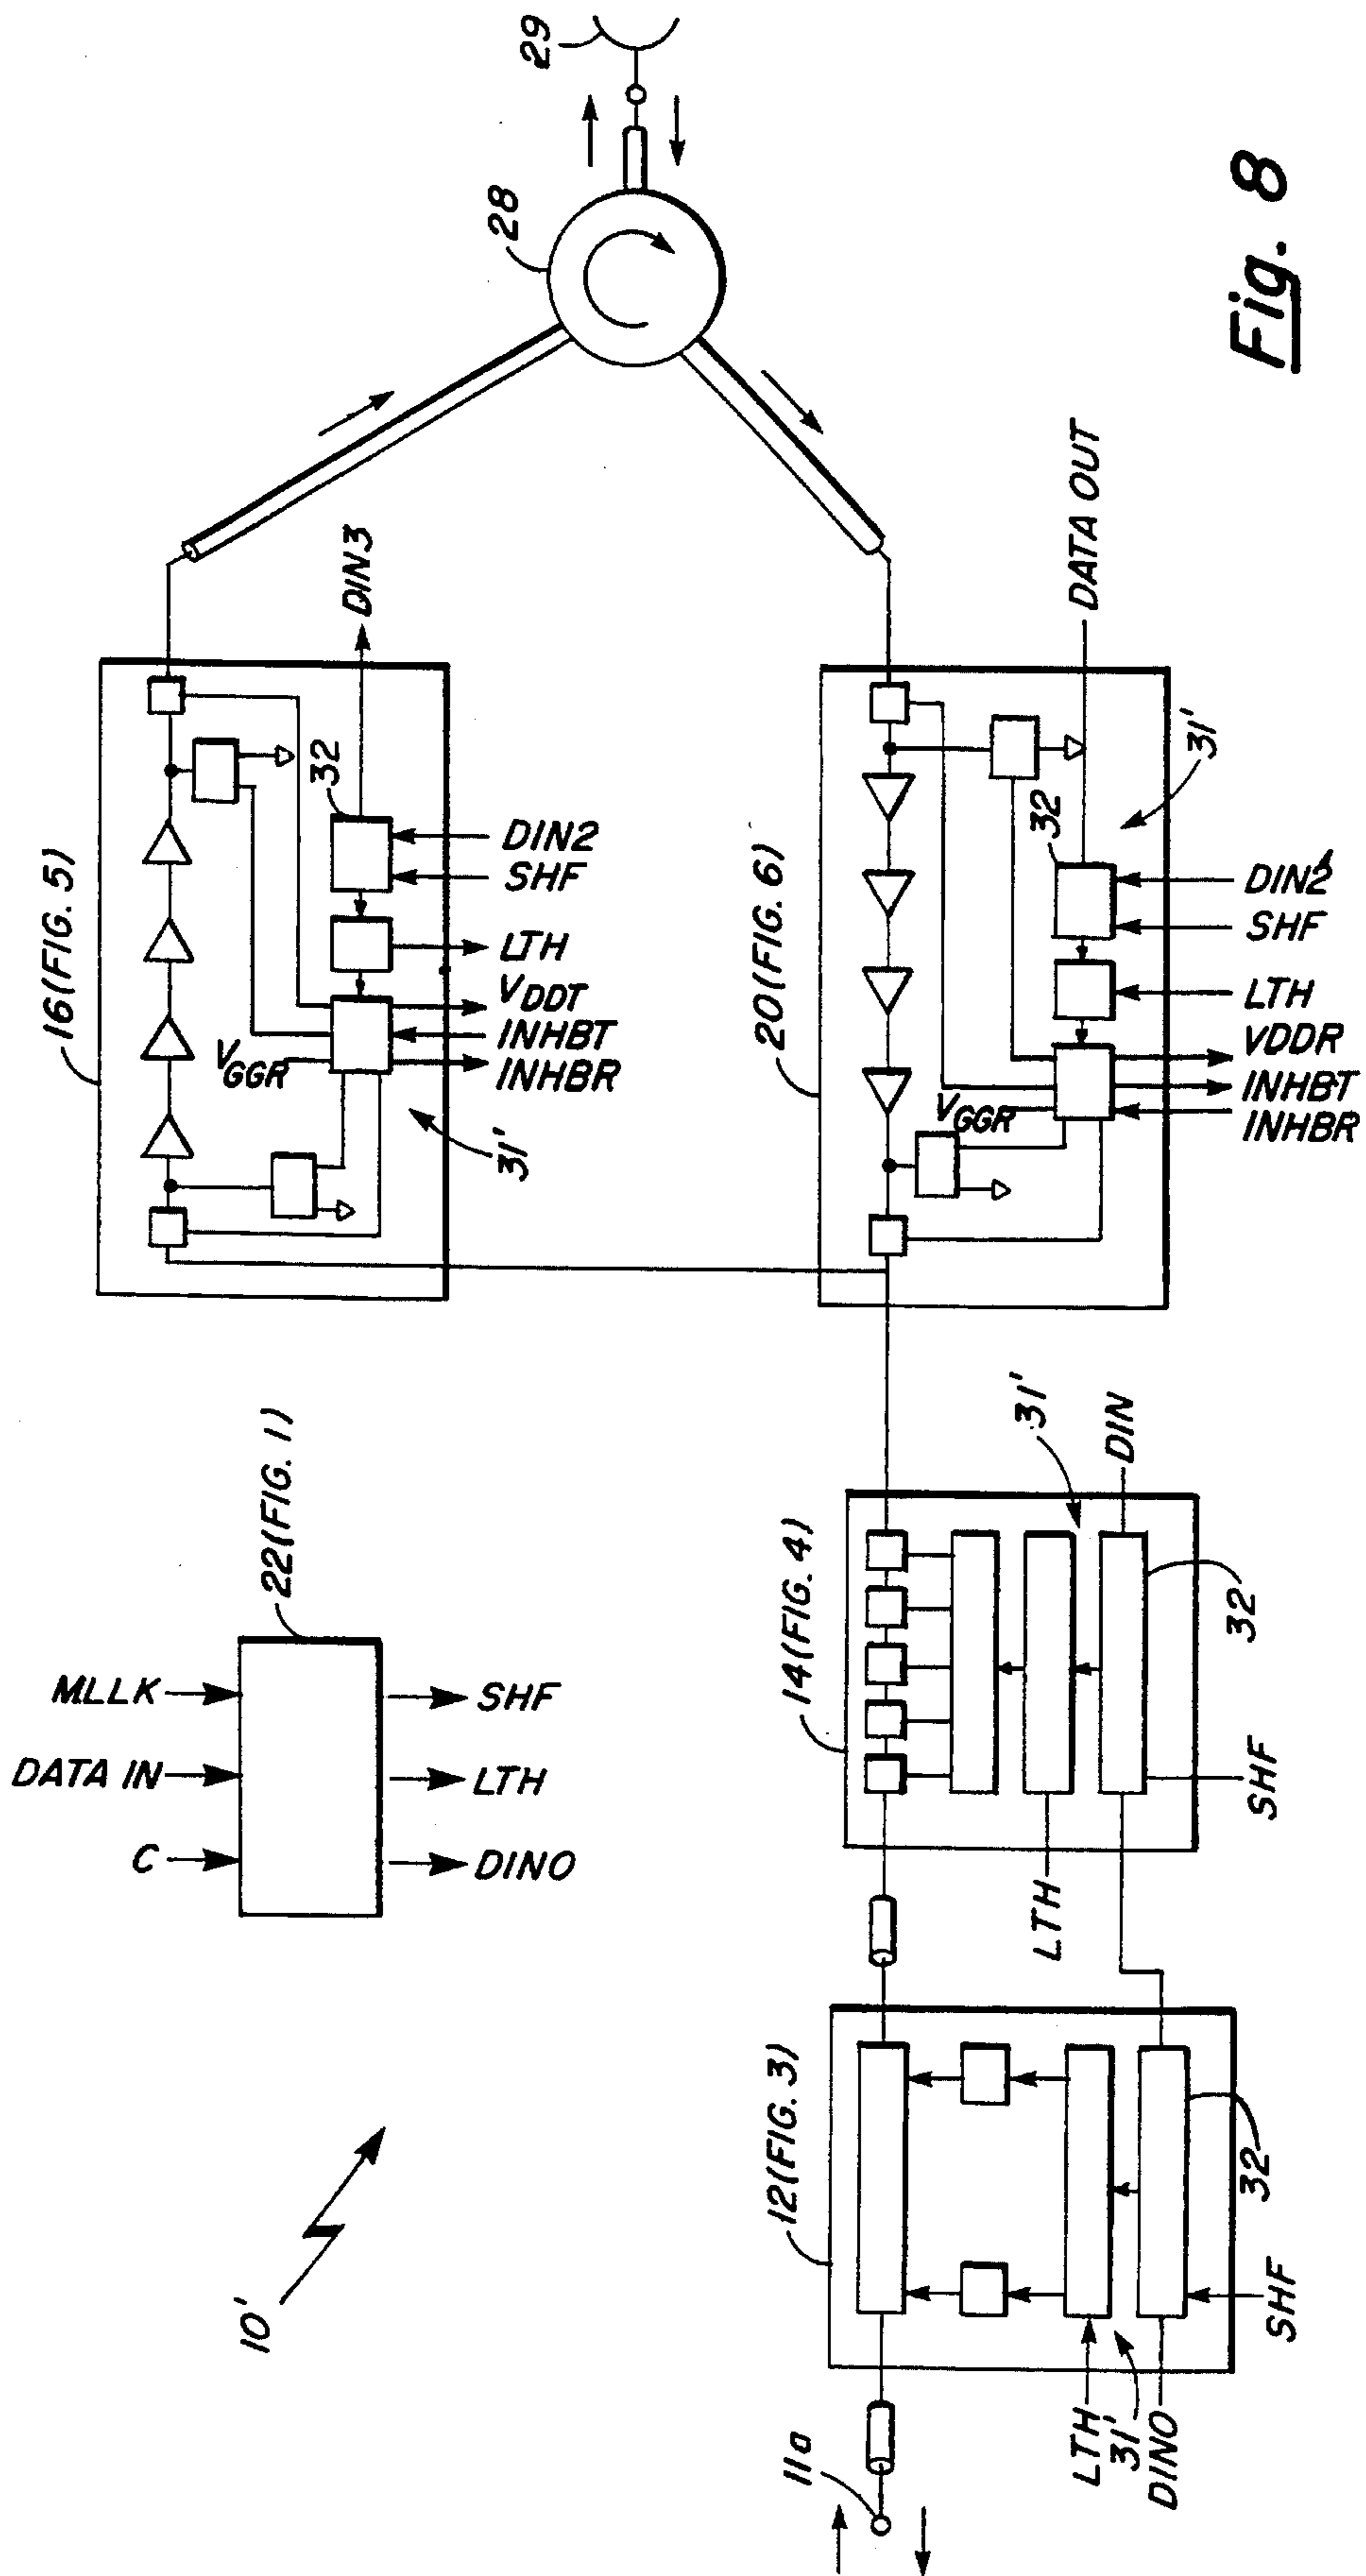 10'
MLLK
DATA IN
C
22(FIG. 1)
SHF
LTH
DINO
16(FIG. 5)
VGGR
32
DIN3
DIN2
SHF
LTH
VDDT
INHBT
INHBR
31'
28
29
11a
12(FIG. 3)
LTH
31'
DINO
SHF
32
14(FIG. 4)
LTH
31'
DIN
SHF
32
20(FIG. 6)
VGGR
32
DATA OUT
31'
SHF
LTH
VDDR
INHBT
INHBR
Fig. 8